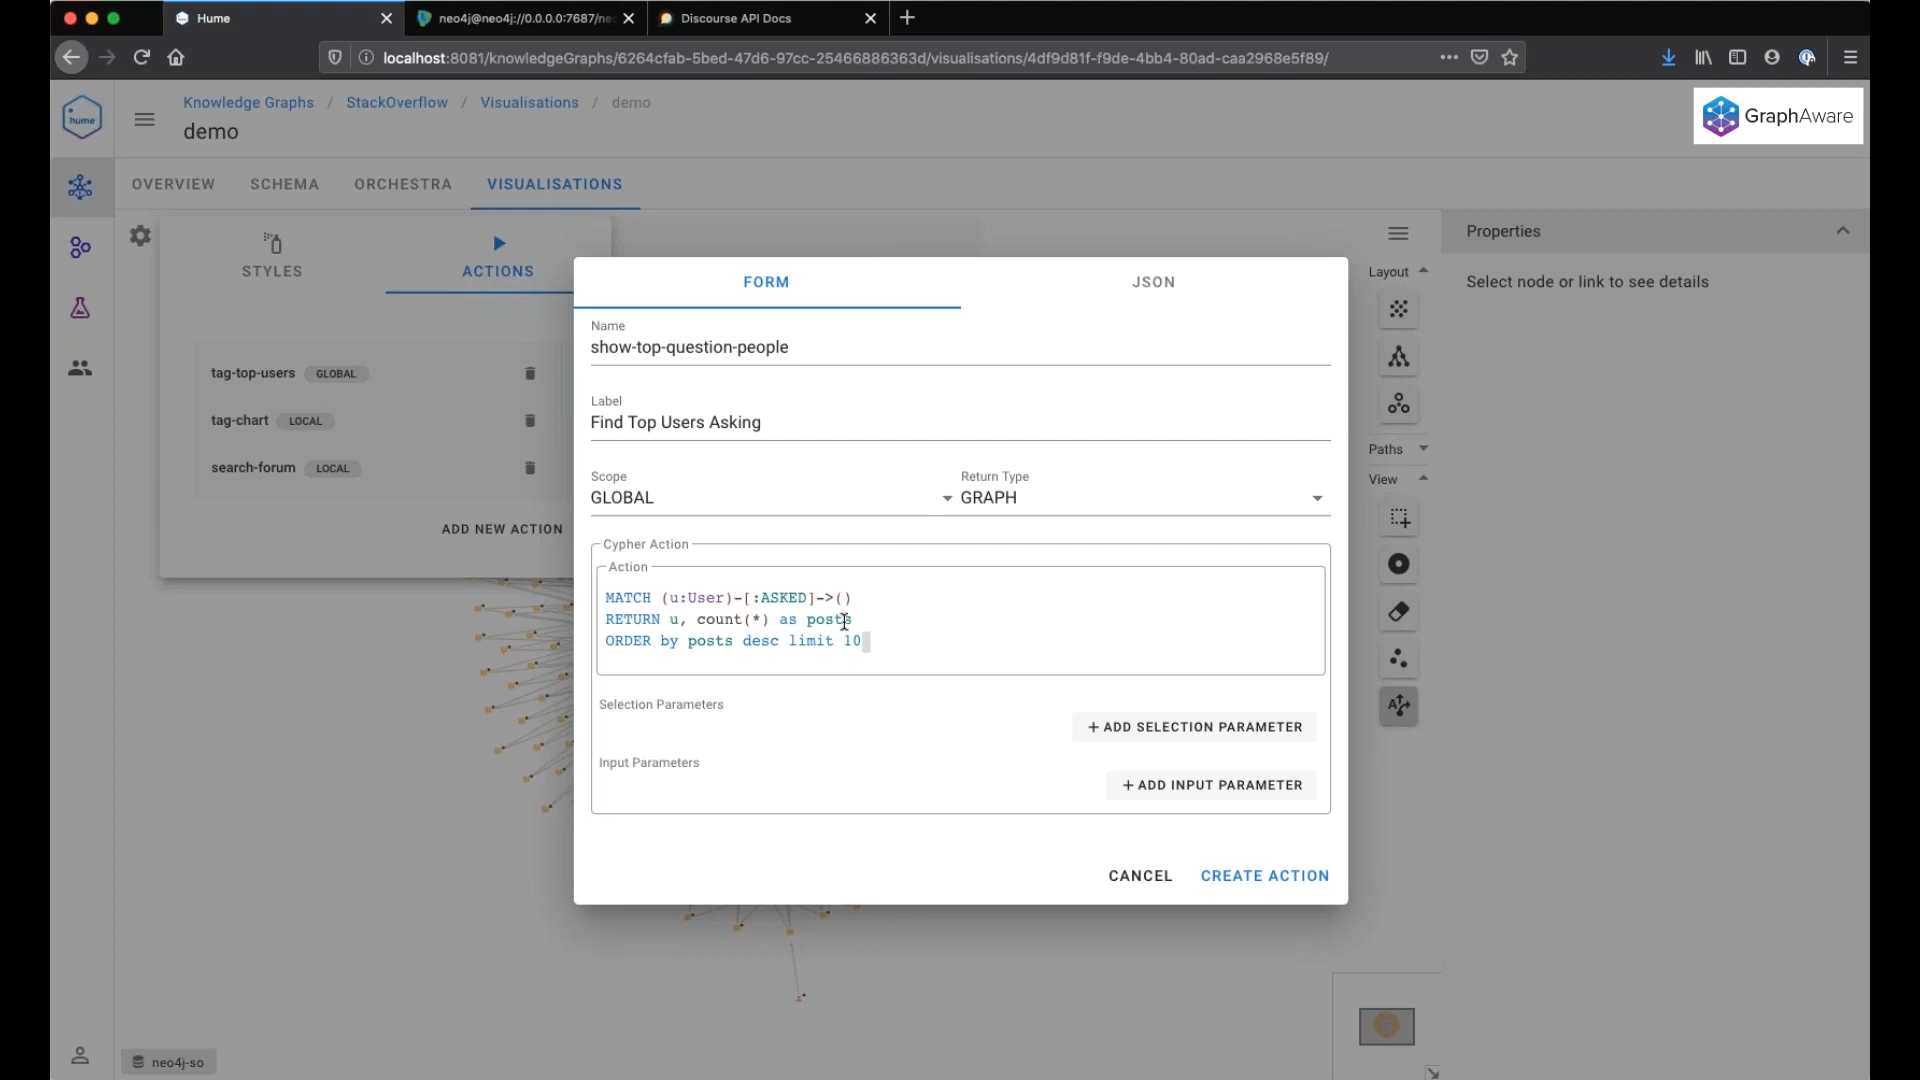 Home
neo4j@neo4j://0.0.0.0:7687/ne
Discourse API Docs
localhost:8081/knowledgeGraphs/6264cfab-5bed-47d6-97cc-25466886363d/visualisations/4df9d81f-f9de-4bb4-80ad-caa2968e5f89/
hume
Knowledge Graphs / StackOverflow / Visualisations / demo
demo
GraphAware
OVERVIEW SCHEMA ORCHESTRA VISUALISATIONS
STYLES
ACTIONS
tag-top-users GLOBAL
tag-chart LOCAL
search-forum LOCAL
ADD NEW ACTION
FORM JSON
Name
show-top-question-people
Label
Find Top Users Asking
Scope
GLOBAL
Return Type
GRAPH
Cypher Action
Action
MATCH (u:User)-[:ASKED]->()
RETURN u, count(*) as posts
ORDER by posts desc limit 10
Selection Parameters
+ ADD SELECTION PARAMETER
Input Parameters
+ ADD INPUT PARAMETER
CANCEL CREATE ACTION
Layout
Paths
View
Properties
Select node or link to see details
neo4j-so